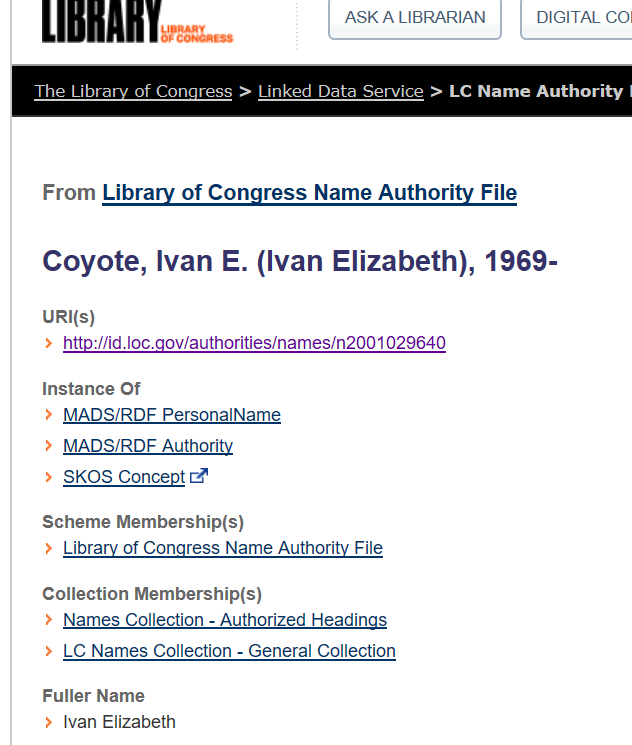 LIBRARY
LIBRARY
OF CONGRESS
ASK A LIBRARIAN
DIGITAL
The Library of Congress > Linked Data Service > LC Name Authority
From Library of Congress Name Authority File
Coyote, Ivan E. (Ivan Elizabeth), 1969-
URI(s)
http://id.loc.gov/authorities/names/n2001029640
Instance Of
MADS/RDF PersonalName
MADS/RDF Authority
SKOS Concept
Scheme Membership(s)
Library of Congress Name Authority File
Collection Membership(s)
Names Collection - Authorized Headings
LC Names Collection - General Collection
Fuller Name
Ivan Elizabeth